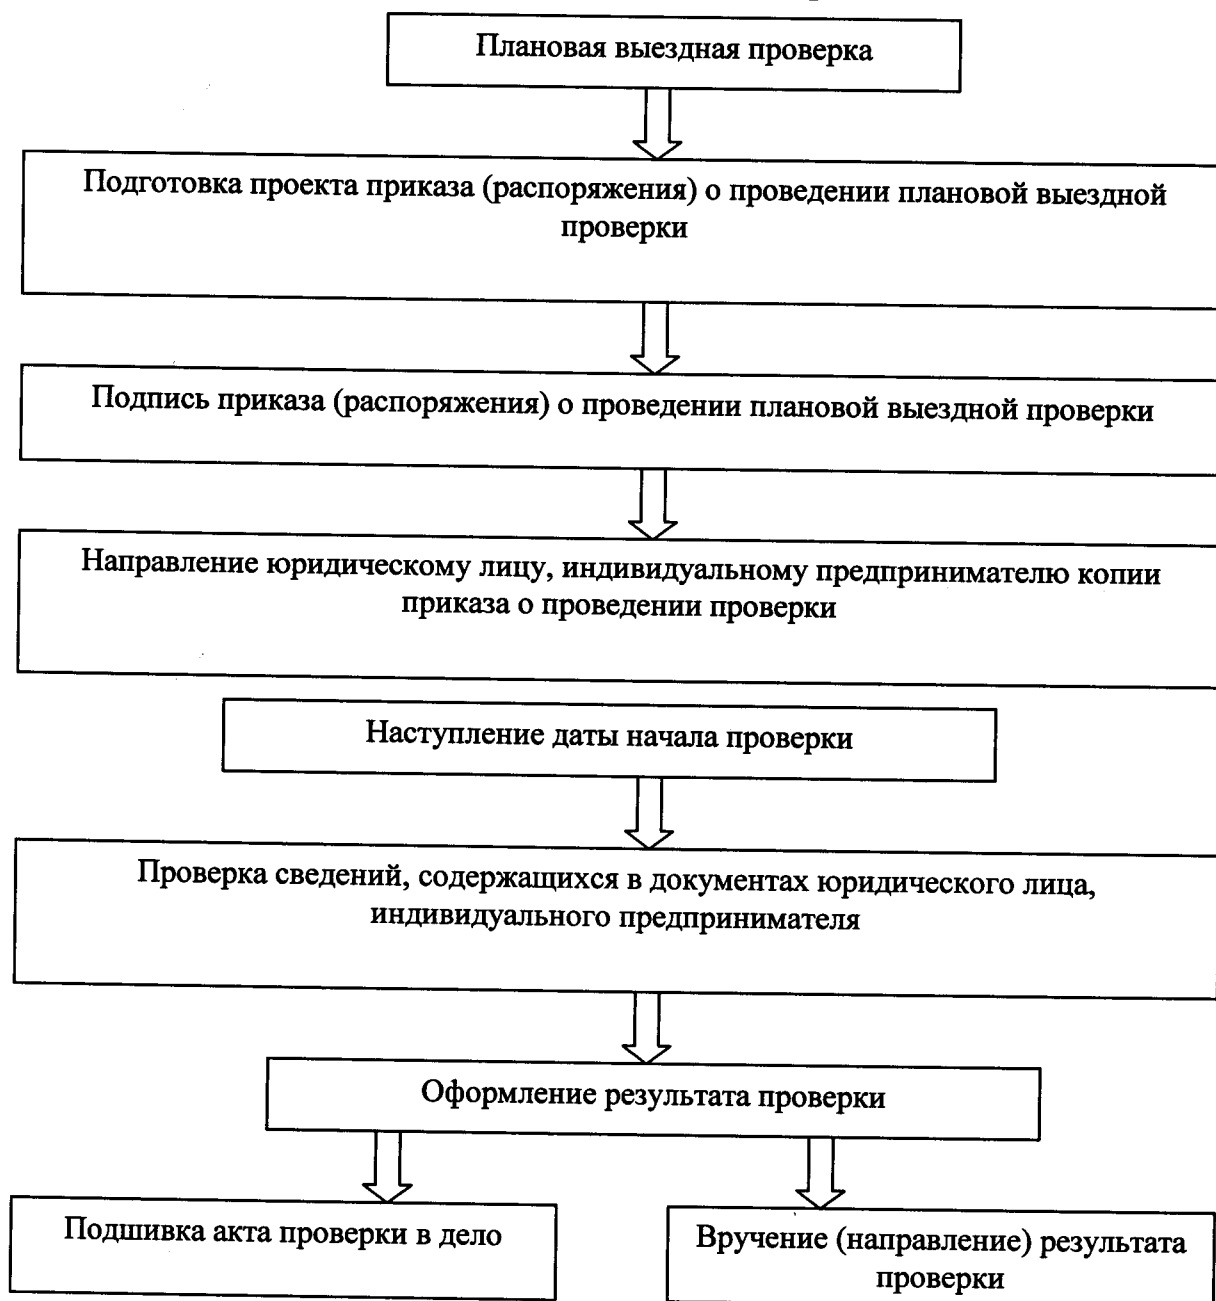 Плановая выездная проверка
Подготовка проекта приказа (распоряжения) о проведении плановой выездной
проверки
Подпись приказа (распоряжения) о проведении плановой выездной проверки
Направление юридическому лицу, индивидуальному предпринимателю копии
приказа о проведении проверки
Наступление даты начала проверки
Проверка сведений, содержащихся в документах юридического лица,
индивидуального предпринимателя
Оформление результата проверки
Подшивка акта проверки в дело
Вручение (направление) результата
проверки